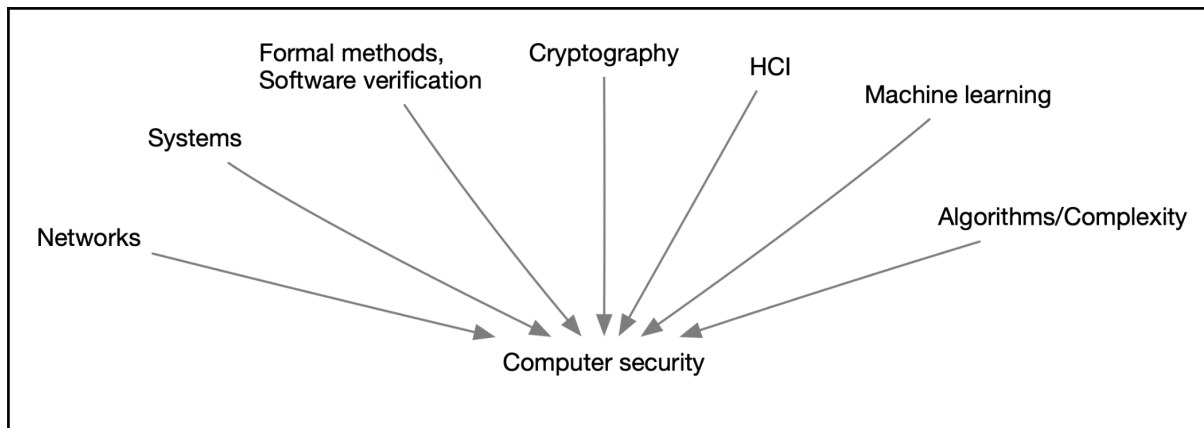 Formal methods,
Software verification
Cryptography
HCI
Machine learning
Systems
Algorithms/Complexity
Networks
Computer security